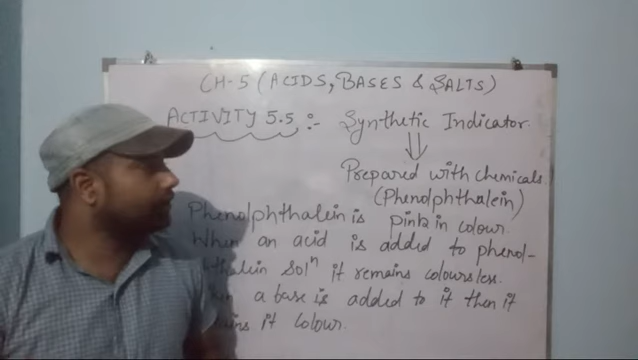 CH-5 (ACIDS, BASES & SALTS)
ACTIVITY 5.5 :- Synthetic Indicator.
⇓
Prepared with chemicals.
(Phenolphthalein)
Phenolphthalein is pink in colour.
When an acid is added to phenol-
hthalein Solⁿ it remains coloursless.
a base is added to it then it
it colour.